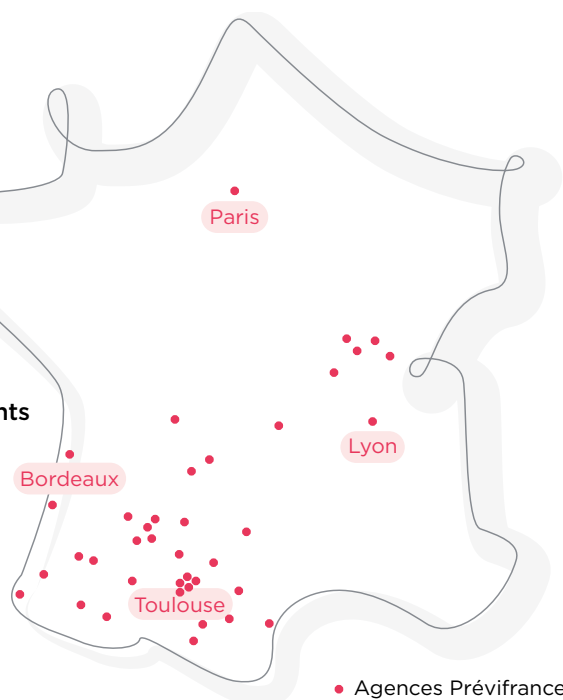 Paris
nts
Lyon
Bordeaux
Toulouse
Agences Prévifrance